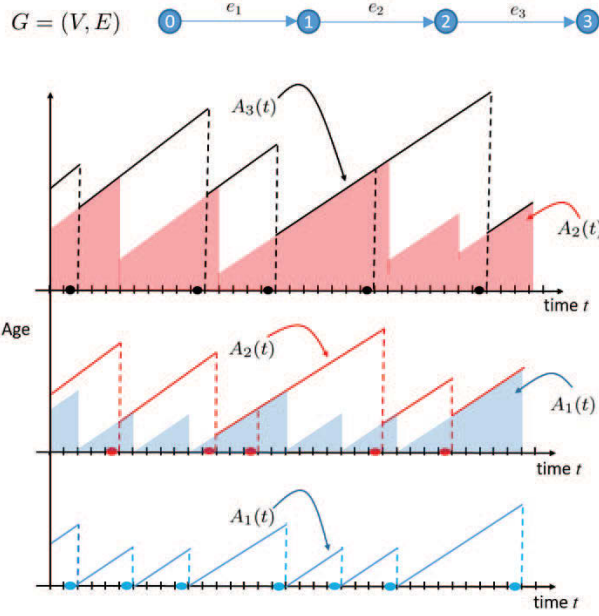 G = (V, E)
0
e₁
1
e₂
2
e₃
3
A₃(t)
A₂(t)
time t
Age
A₂(t)
A₁(t)
time t
A₁(t)
time t